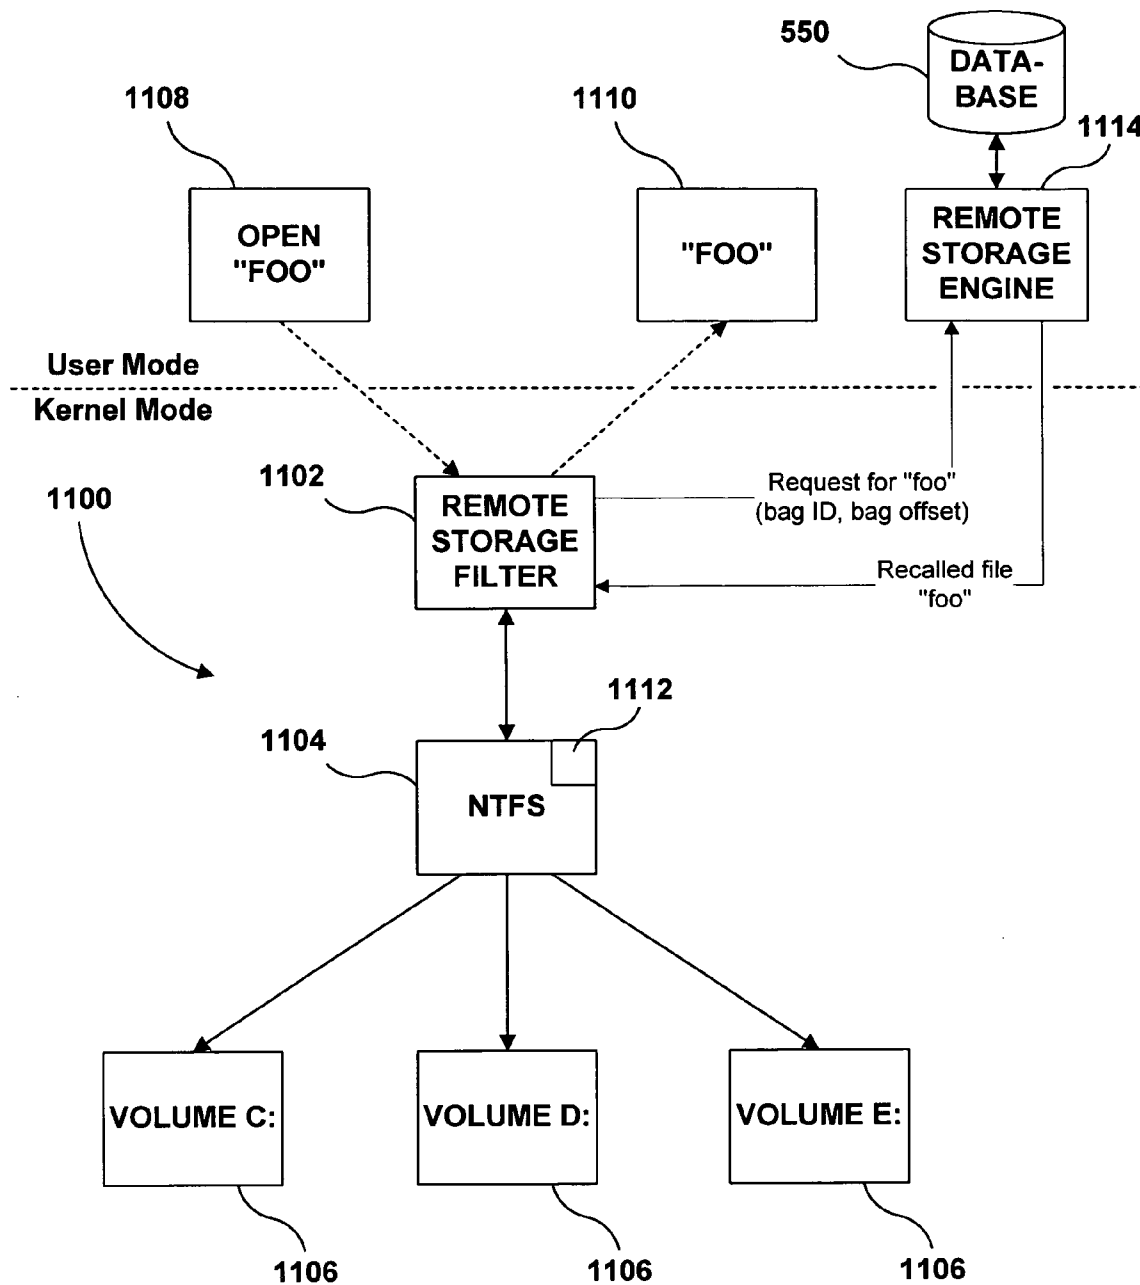 550
DATA-
BASE
1108
1110
1114
OPEN
"FOO"
"FOO"
REMOTE
STORAGE
ENGINE
User Mode
Kernel Mode
1102
1100
REMOTE
STORAGE
FILTER
Request for "foo"
(bag ID, bag offset)
Recalled file
"foo"
1112
1104
NTFS
VOLUME C:
VOLUME D:
VOLUME E:
1106
1106
1106